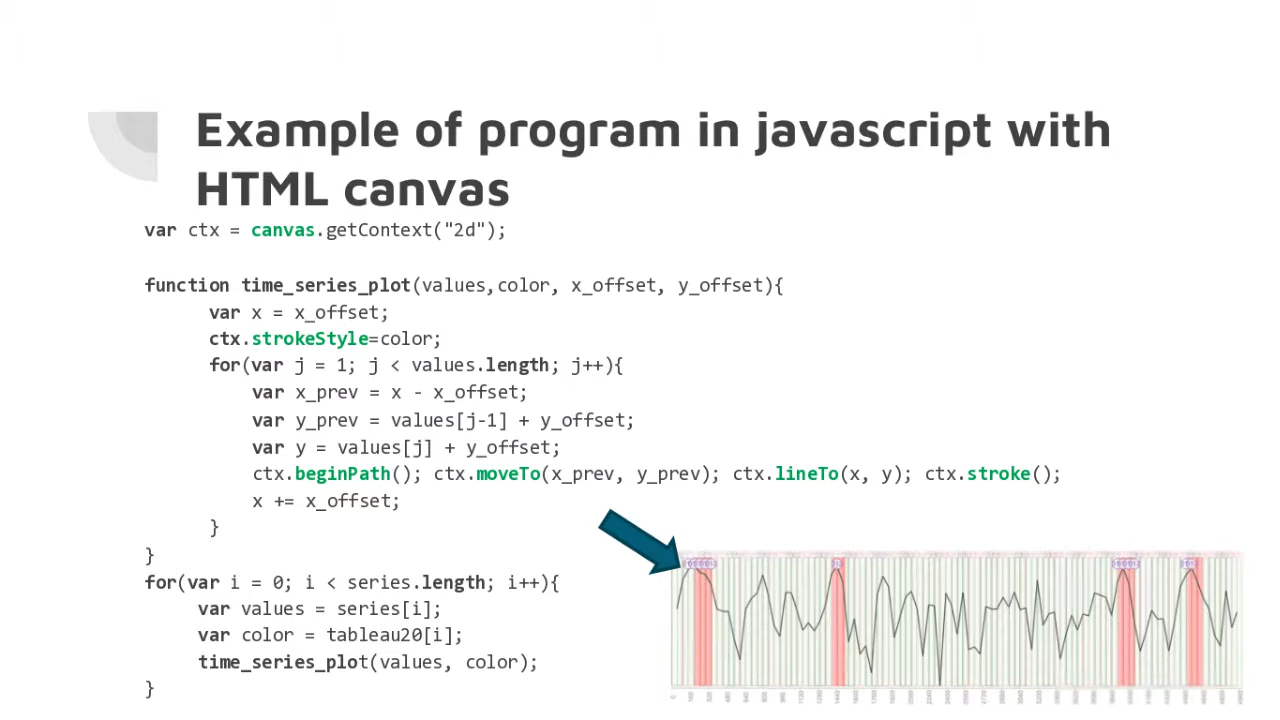 Example of program in javascript with
HTML canvas
var ctx = canvas.getContext("2d");
function time_series_plot(values,color, x_offset, y_offset){
var x = x_offset;
ctx.strokeStyle=color;
for(var j = 1; j < values.length; j++){
var x_prev = x - x_offset;
var y_prev = values[j-1] + y_offset;
var y = values[j] + y_offset;
ctx.beginPath(); ctx.moveTo(x_prev, y_prev); ctx.lineTo(x, y); ctx.stroke();
x += x_offset;
}
}
for(var i = 0; i < series.length; i++){
var values = series[i];
var color = tableau20[i];
time_series_plot(values, color);
}